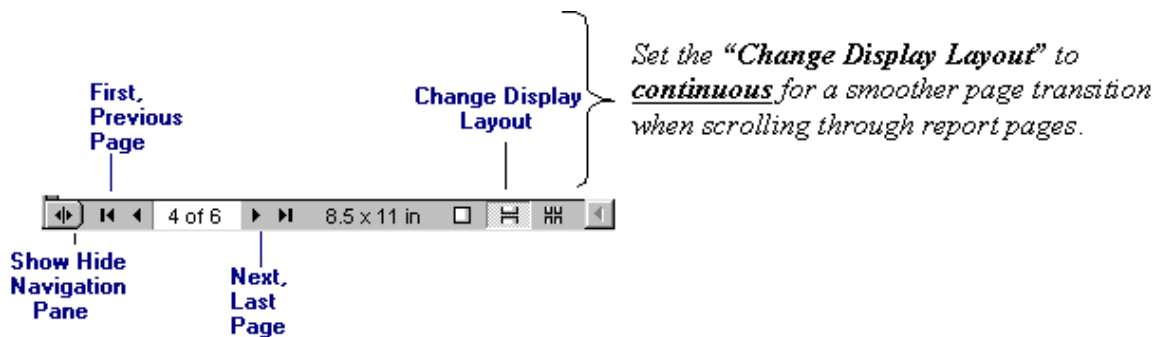 Set the “Change Display Layout” to
continuous for a smoother page transition
when scrolling through report pages.
First,
Previous
Page
Change Display
Layout
4 of 6
8.5 x 11 in
Show Hide
Navigation
Pane
Next,
Last
Page